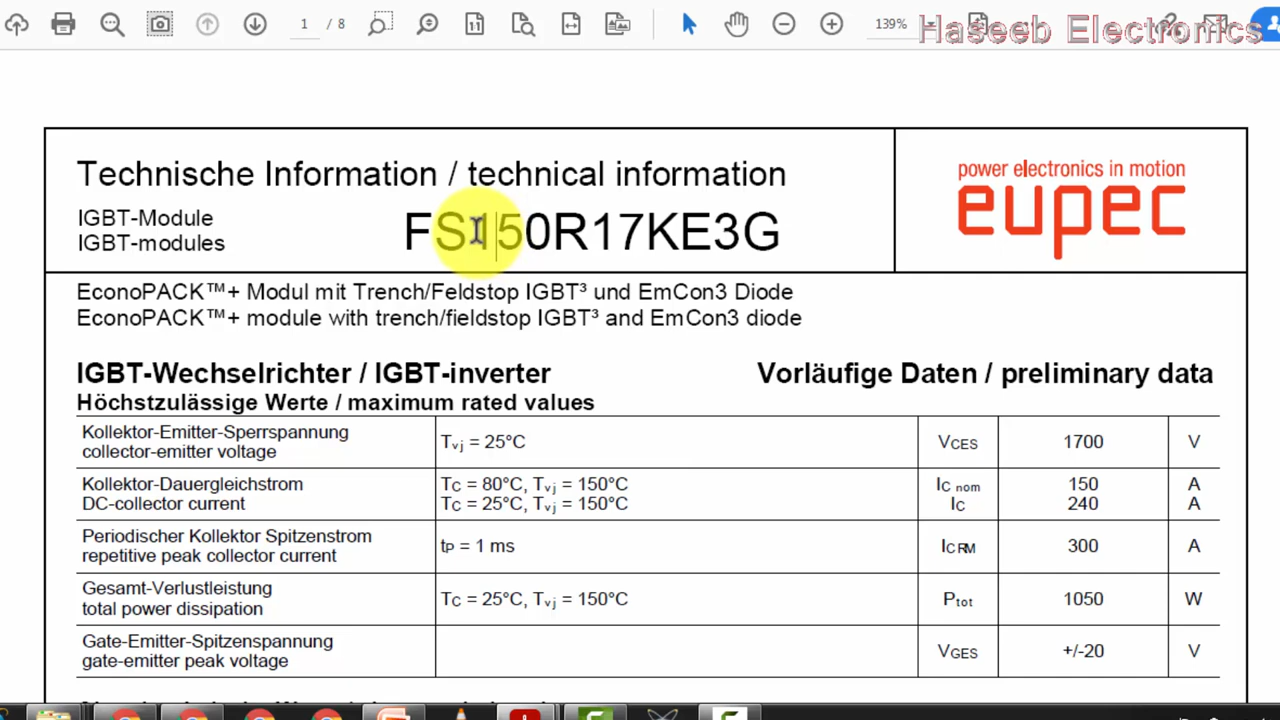 1 / 8
139%
Haseeb Electronics
Technische Information / technical information
IGBT-Module
IGBT-modules
FS150R17KE3G
power electronics in motion
eupec
EconoPACK™+ Modul mit Trench/Feldstop IGBT³ und EmCon3 Diode
EconoPACK™+ module with trench/fieldstop IGBT³ and EmCon3 diode
IGBT-Wechselrichter / IGBT-inverter
Vorläufige Daten / preliminary data
Höchstzulässige Werte / maximum rated values
Kollektor-Emitter-Sperrspannung
collector-emitter voltage
Tvj = 25°C
VCES
1700
V
Kollektor-Dauergleichstrom
DC-collector current
TC = 80°C, Tvj = 150°C
TC = 25°C, Tvj = 150°C
IC nom
IC
150
240
A
A
Periodischer Kollektor Spitzenstrom
repetitive peak collector current
tP = 1 ms
ICRM
300
A
Gesamt-Verlustleistung
total power dissipation
TC = 25°C, Tvj = 150°C
Ptot
1050
W
Gate-Emitter-Spitzenspannung
gate-emitter peak voltage
VGES
+/-20
V